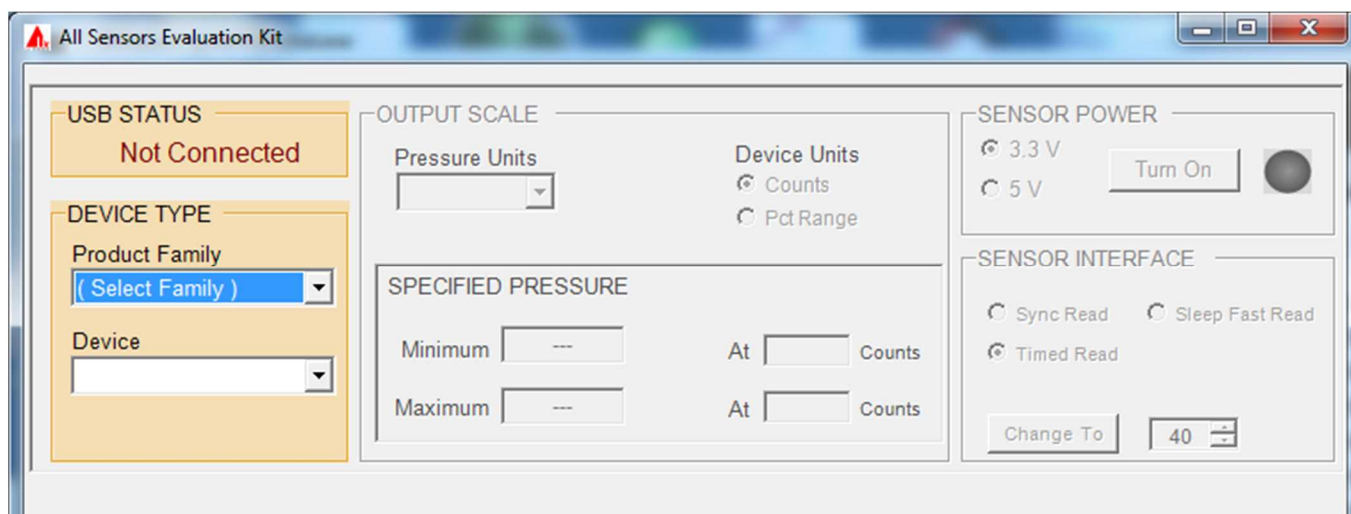 All Sensors Evaluation Kit
USB STATUS
Not Connected
DEVICE TYPE
Product Family
( Select Family )
Device
OUTPUT SCALE
Pressure Units
Device Units
Counts
Pct Range
SPECIFIED PRESSURE
Minimum --- At Counts
Maximum --- At Counts
SENSOR POWER
3.3 V
5 V
Turn On
SENSOR INTERFACE
Sync Read Sleep Fast Read
Timed Read
Change To 40